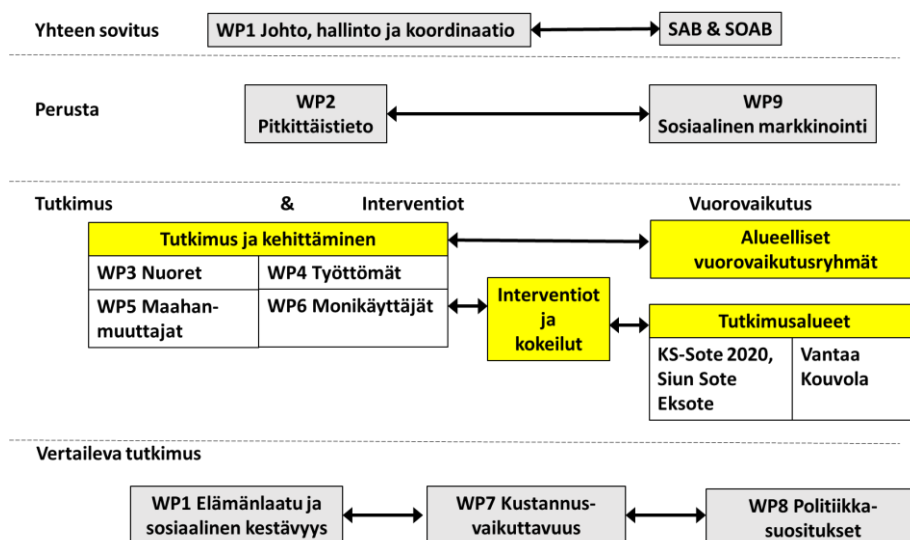 Yhteen sovitus
WP1 Johto, hallinto ja koordinaatio
SAB & SOAB
Perusta
WP2
Pitkittäistieto
WP9
Sosiaalinen markkinointi
Tutkimus & Interventiot
Vuorovaikutus
Tutkimus ja kehittäminen
WP3 Nuoret
WP4 Työttömät
WP5 Maahan-
muuttajat
WP6 Monikäyttäjät
Interventiot
ja
kokeilut
Alueelliset
vuorovaikutusryhmät
Tutkimusalueet
KS-Sote 2020,
Siun Sote
Eksote
Vantaa
Kouvola
Vertaileva tutkimus
WP1 Elämänlaatu ja
sosiaalinen kestävyys
WP7 Kustannus-
vaikuttavuus
WP8 Politiikka-
suositukset